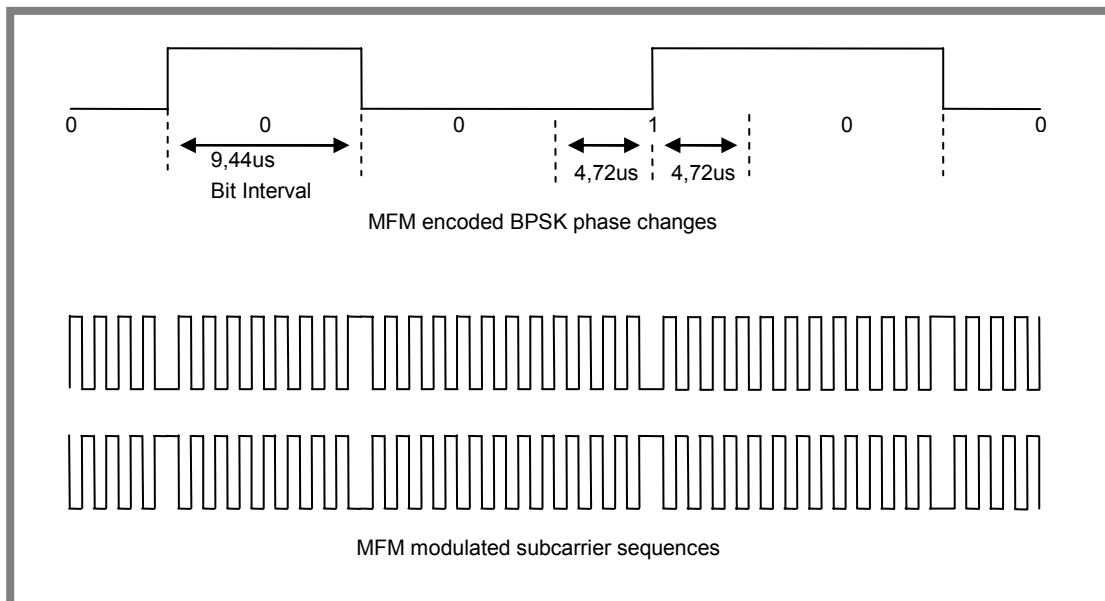 0 0 0 1 0 0
9,44us 4,72us 4,72us
Bit Interval
MFM encoded BPSK phase changes
MFM modulated subcarrier sequences